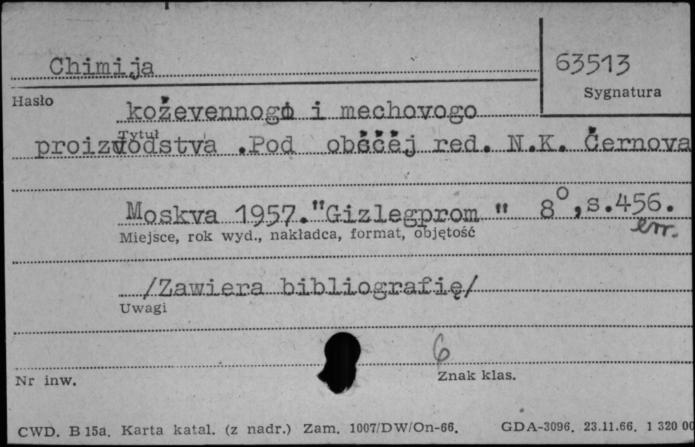 Chimija
63513
Hasło
Sygnatura
koževennogo i mechovogo
Tytuł
proizvodstva .Pod obščej red. N.K. Černova
Moskva 1957."Gizlegprom " 8°,s.456.
Miejsce, rok wyd., nakładca, format, objętość
/Zawiera bibliografię/
Uwagi
6
Nr inw.
Znak klas.
CWD. B 15a. Karta katal. (z nadr.) Zam. 1007/DW/On-66. GDA-3096. 23.11.66. 1 320 00